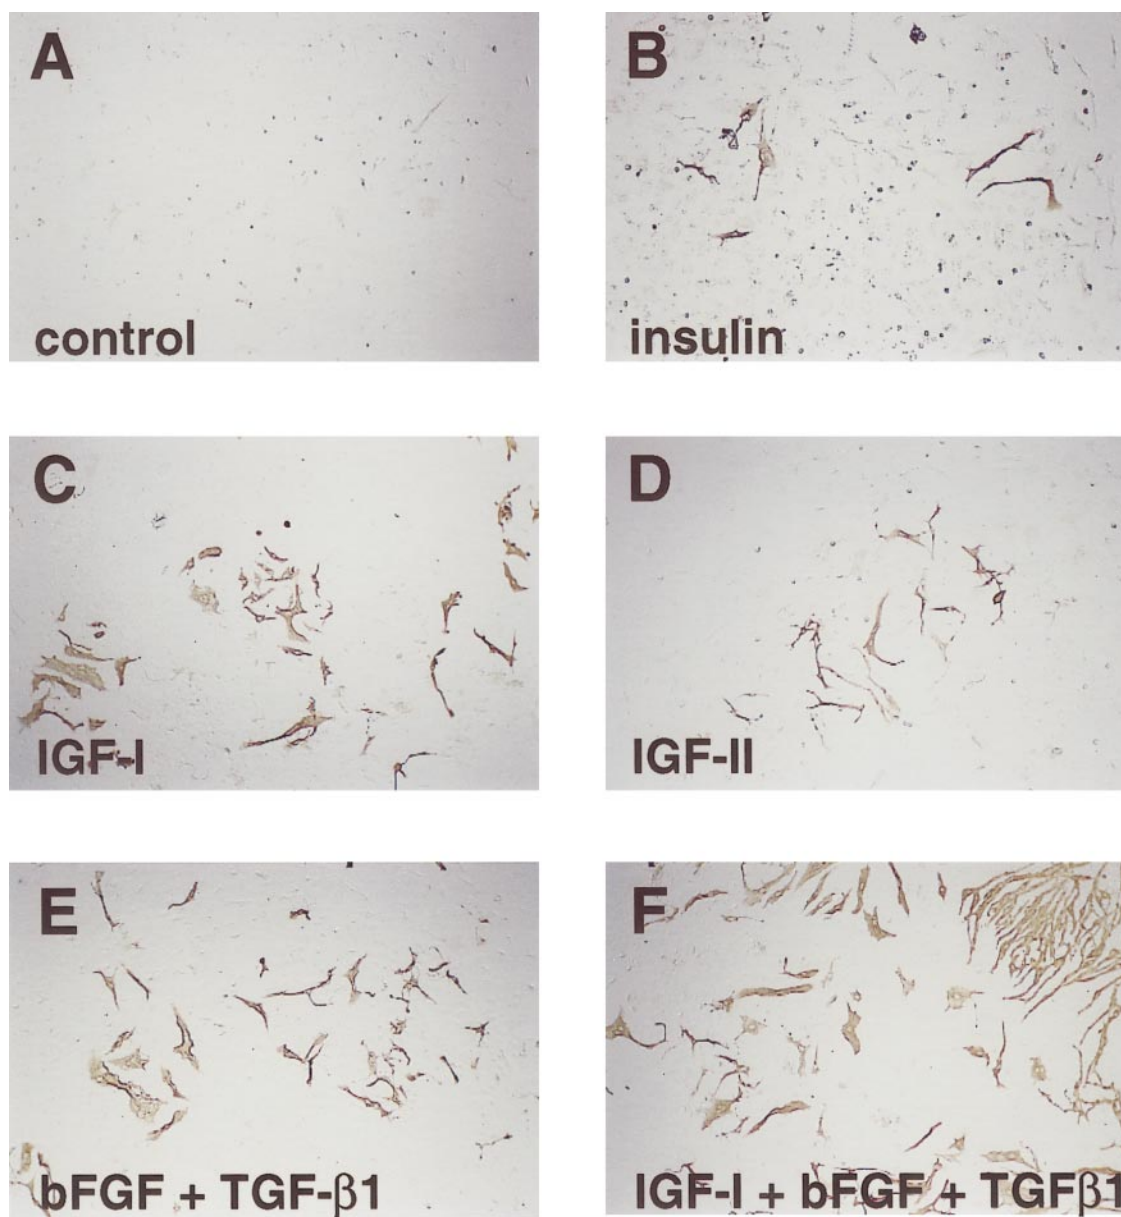 A
control
B
insulin
C
IGF-I
D
IGF-II
E
bFGF + TGF-β1
F
IGF-I + bFGF + TGFβ1